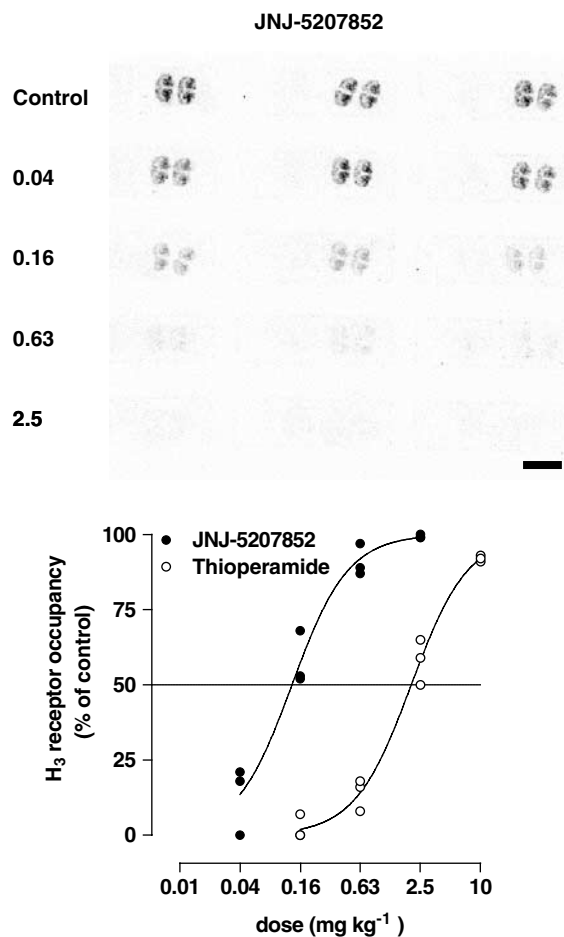 JNJ-5207852
Control
0.04
0.16
0.63
2.5
100
75
50
25
0
H3 receptor occupancy
(% of control)
JNJ-5207852
Thioperamide
0.01 0.04 0.16 0.63 2.5 10
dose (mg kg-1)